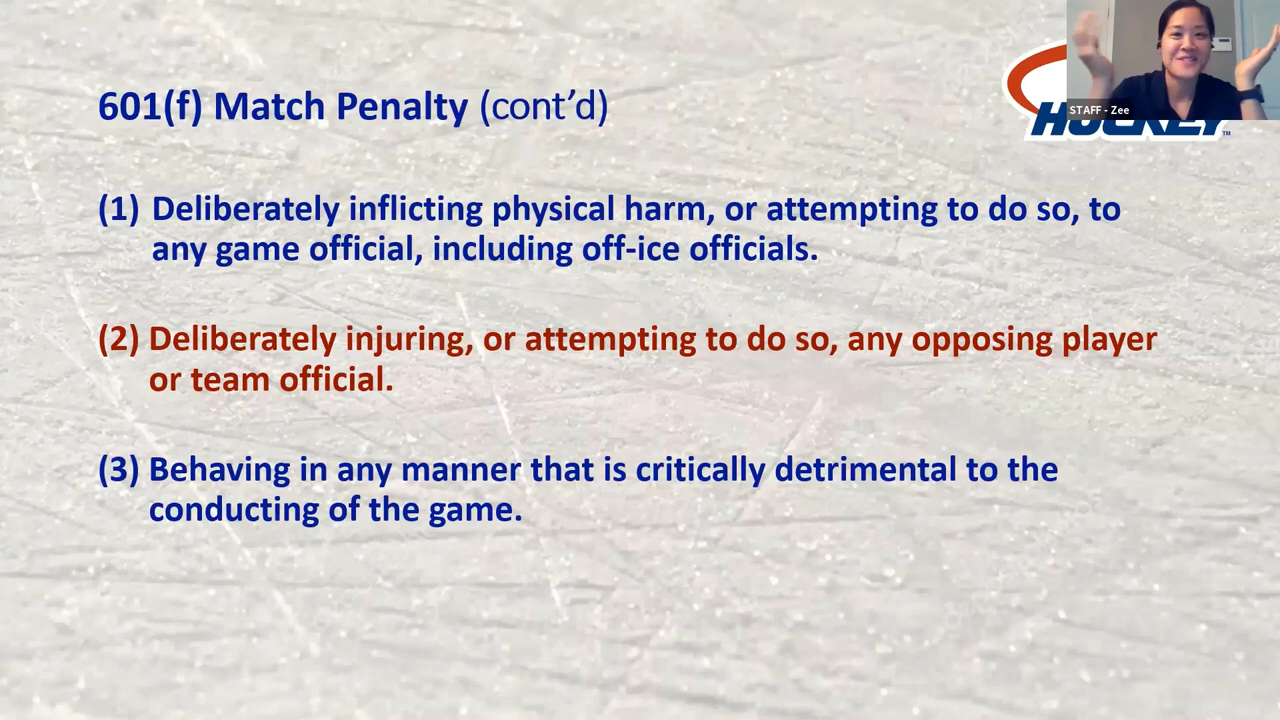 601(f) Match Penalty (cont’d)
STAFF - Zee
HOCKEY™
(1) Deliberately inflicting physical harm, or attempting to do so, to
any game official, including off-ice officials.
(2) Deliberately injuring, or attempting to do so, any opposing player
or team official.
(3) Behaving in any manner that is critically detrimental to the
conducting of the game.